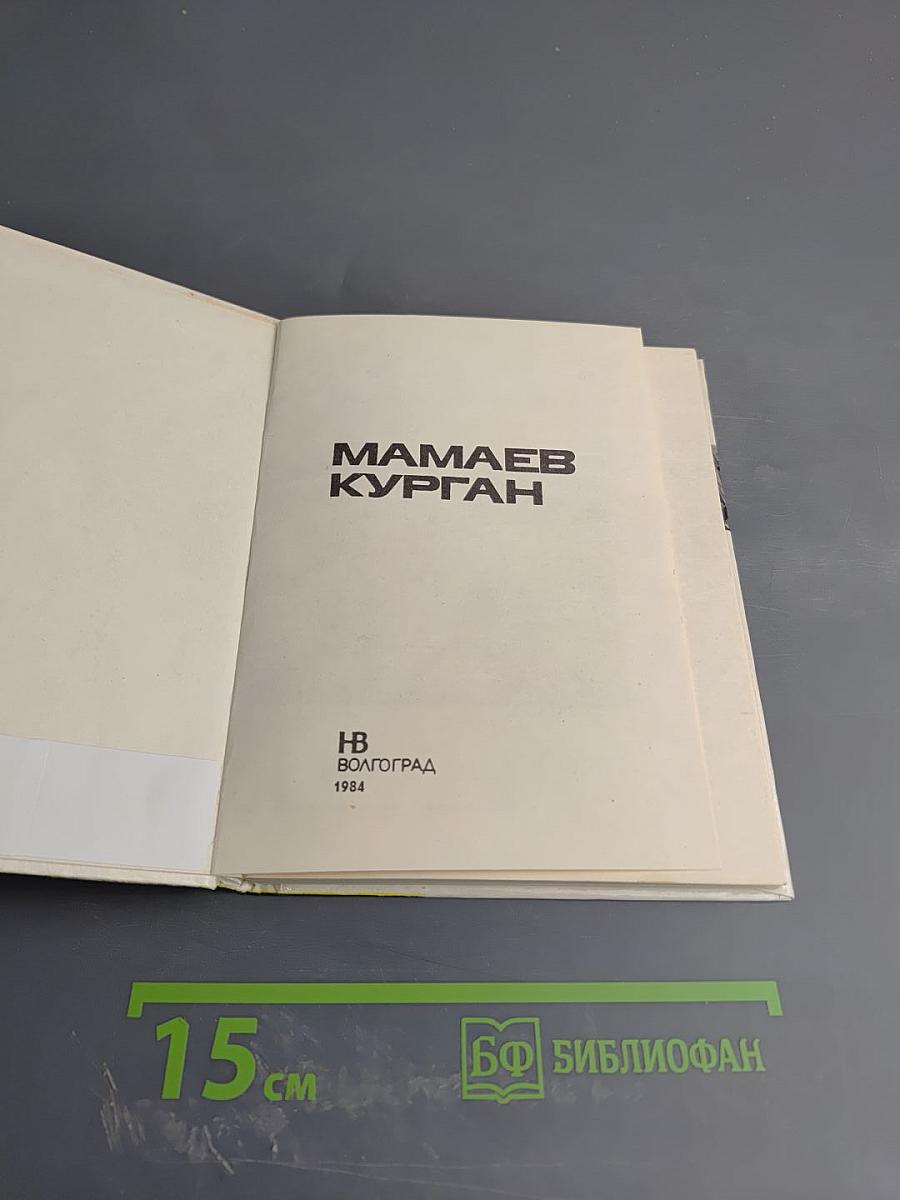 МАМАЕВ
КУРГАН
НВ
ВОЛГОГРАД
1984
15 см
БФ БИБЛИОФАН